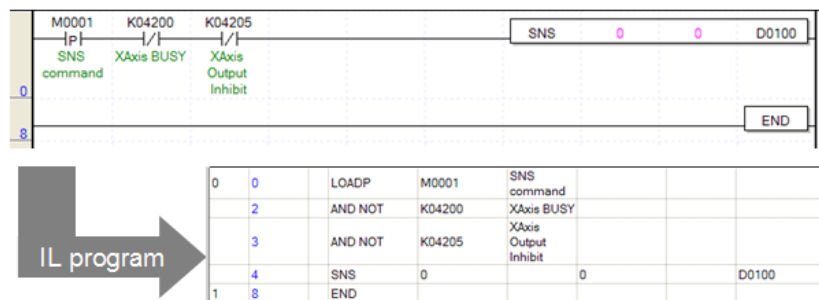 M0001 K04200 K04205
P
SNS 0 0 D0100
SNS XAxis BUSY XAxis
command Output
Inhibit
0
END
8
IL program
0 0 LOADP M0001 SNS
command
2 AND NOT K04200 XAxis BUSY
3 AND NOT K04205 XAxis
Output
Inhibit
4 SNS 0 0 D0100
1 8 END